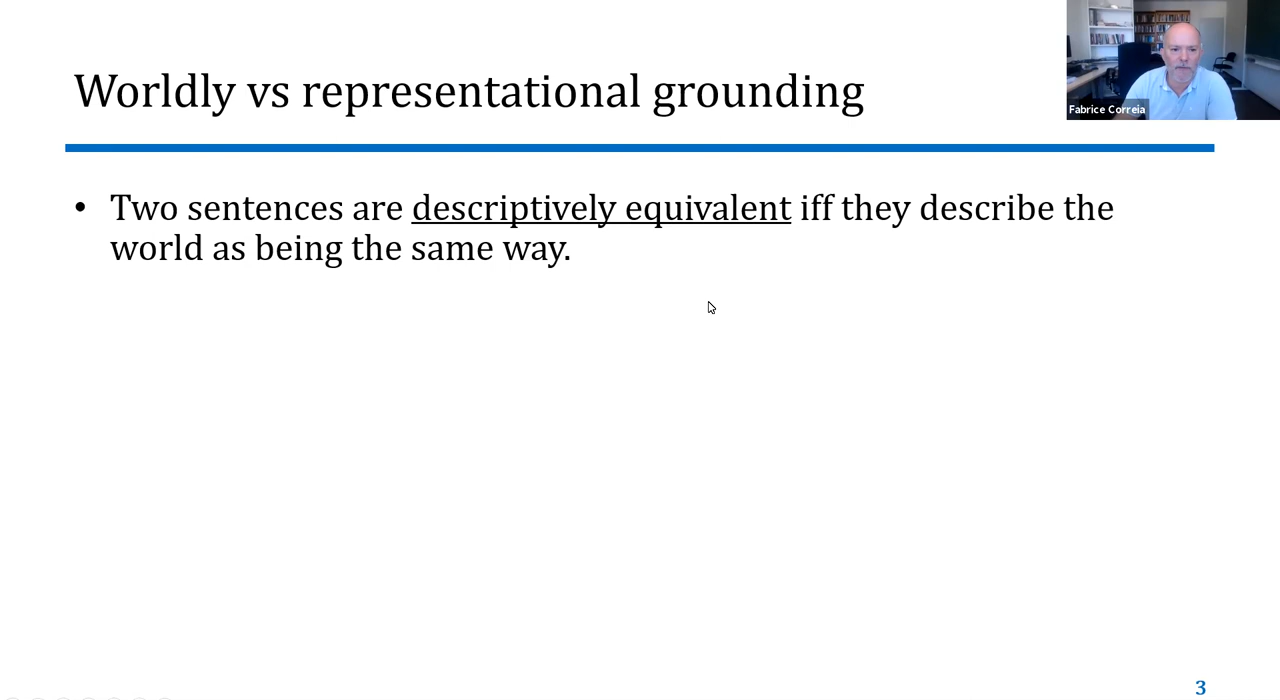 Worldly vs representational grounding
Fabrice Correia
• Two sentences are descriptively equivalent iff they describe the
world as being the same way.
3